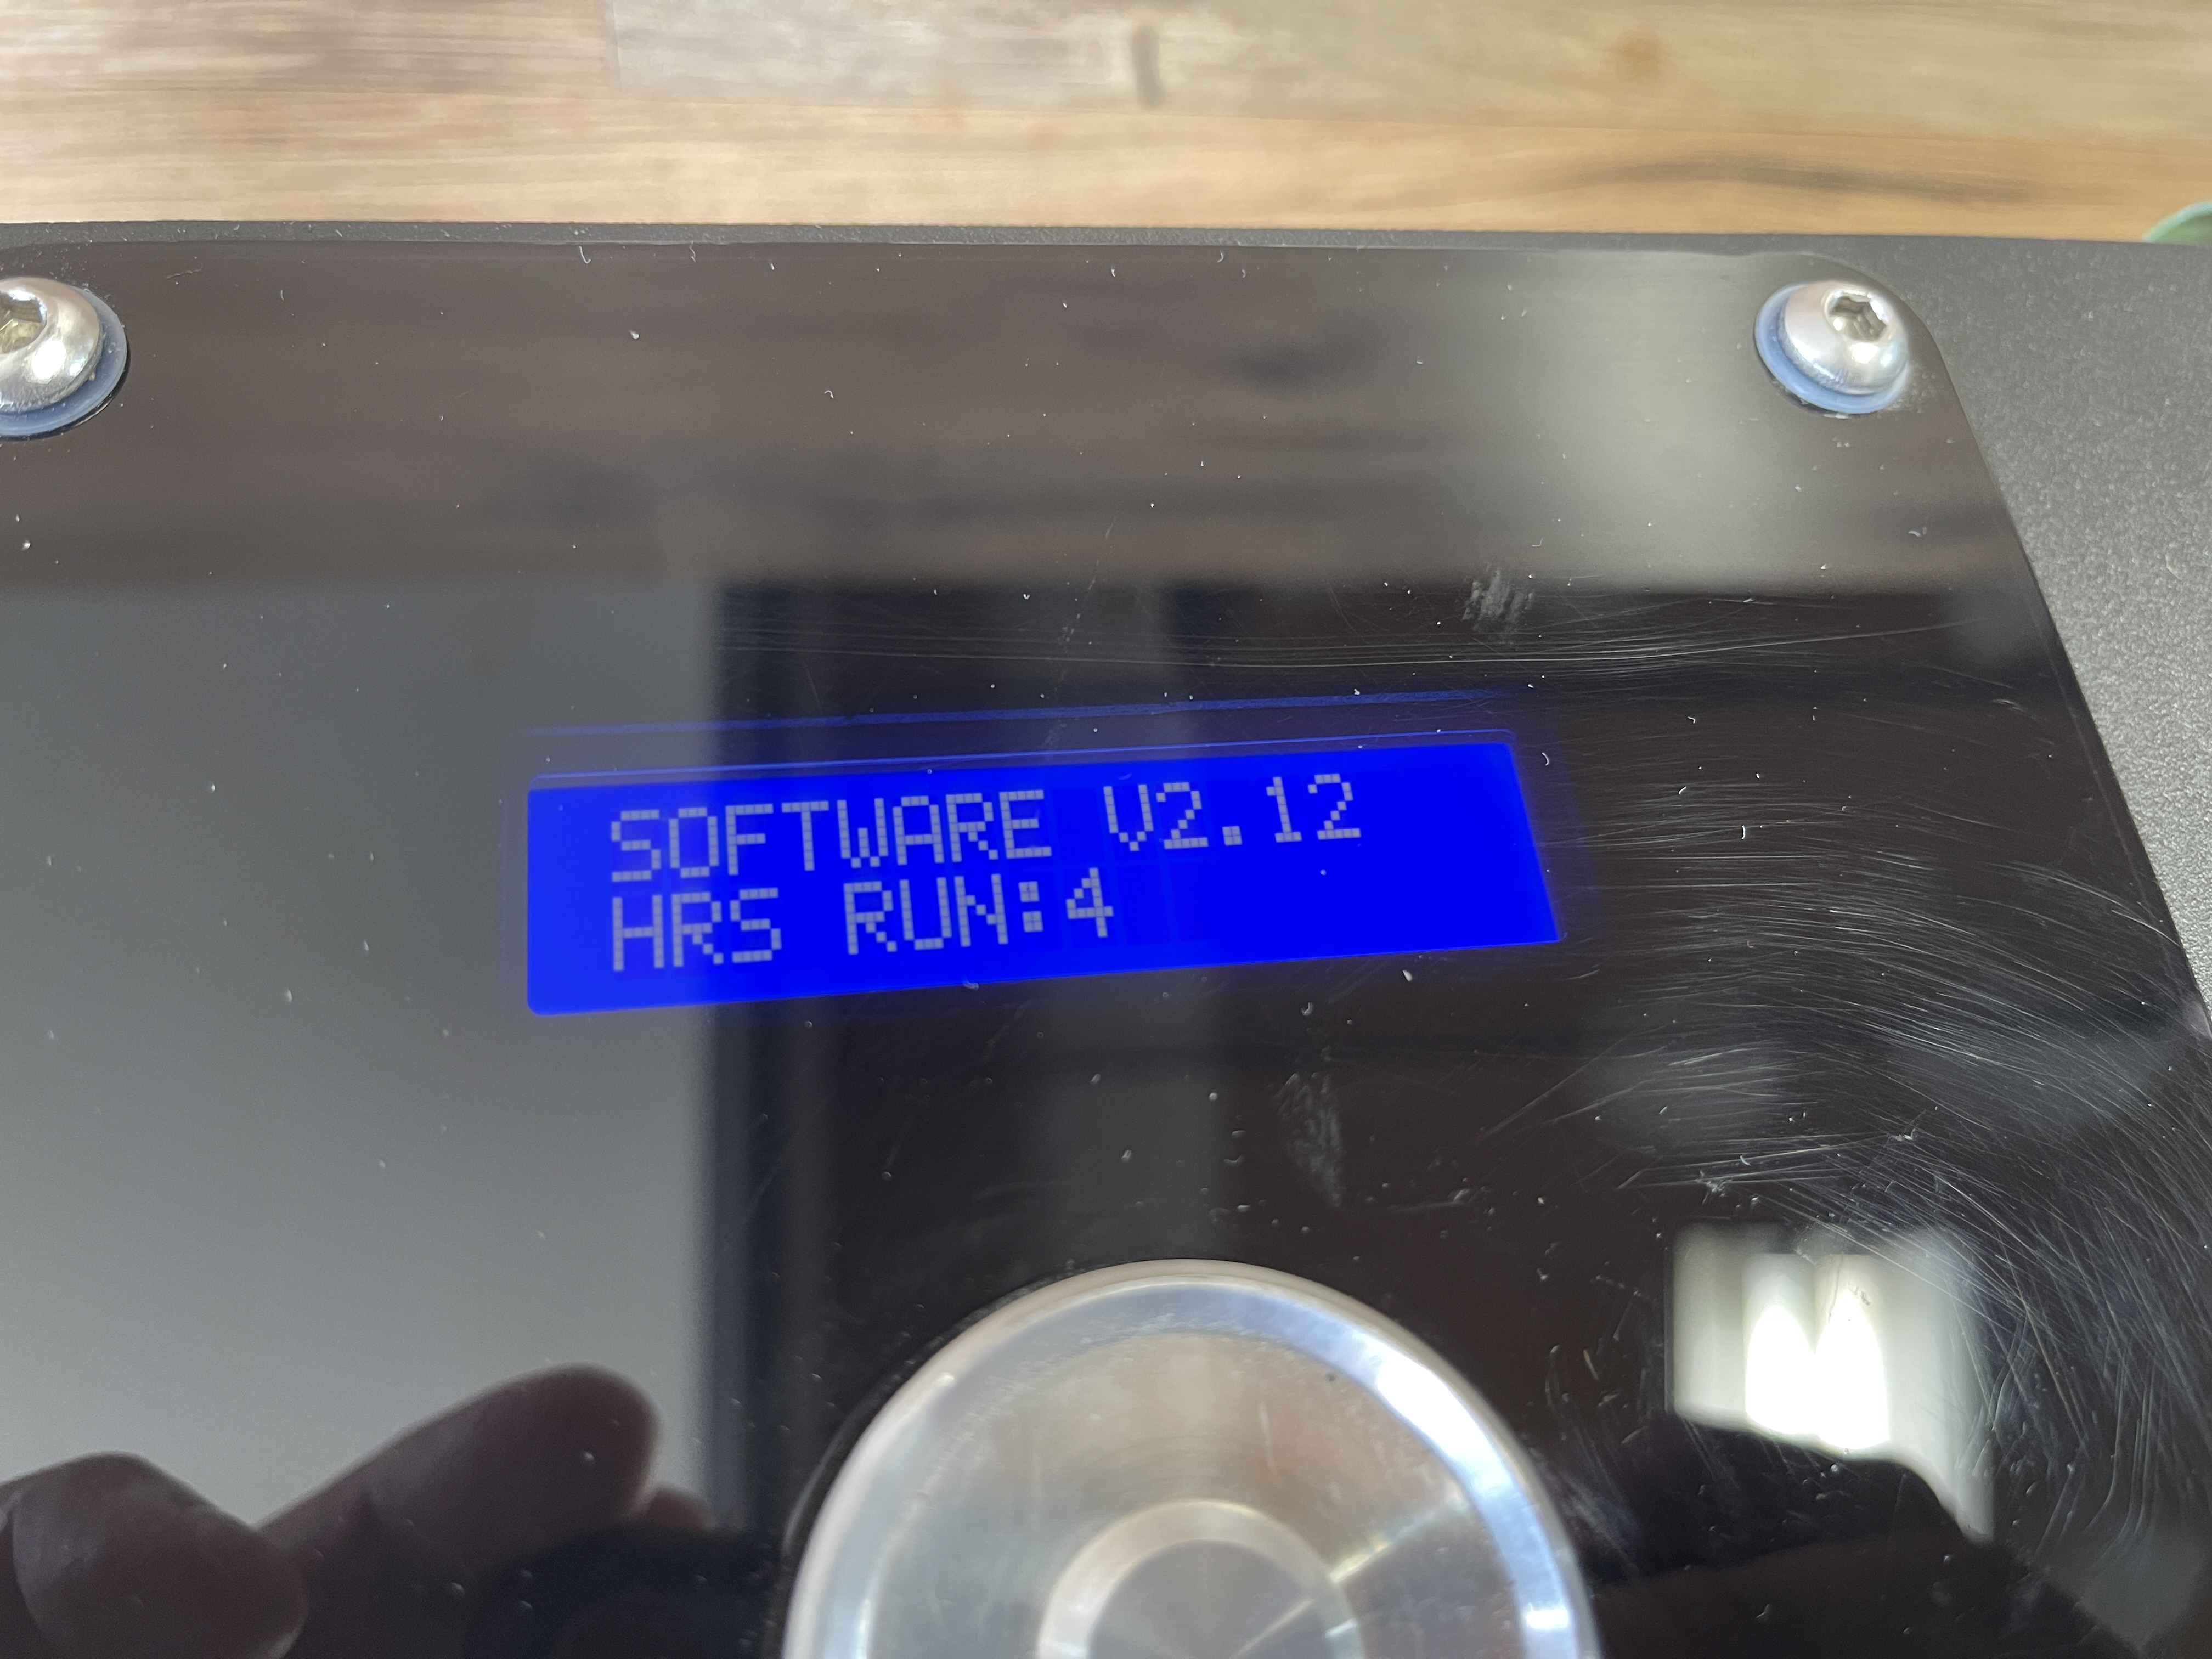 SOFTWARE V2.12
HRS RUN:4